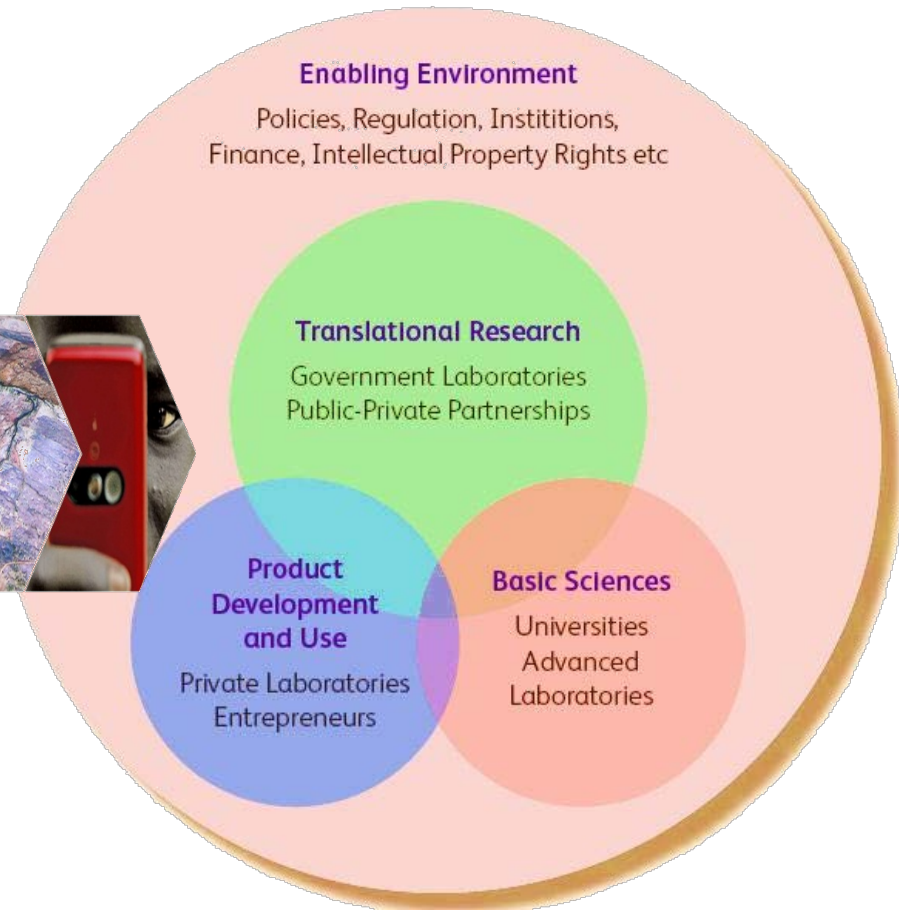 Enabling Environment
Policies, Regulation, Instititions,
Finance, Intellectual Property Rights etc
Translational Research
Government Laboratories
Public-Private Partnerships
Product
Development
and Use
Private Laboratories
Entrepreneurs
Basic Sciences
Universities
Advanced
Laboratories